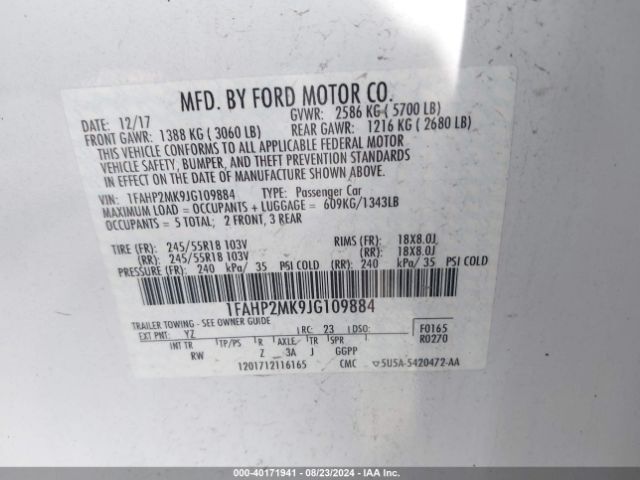 MFD. BY FORD MOTOR CO.
DATE: 12/17 GVWR: 2586 KG ( 5700 LB)
FRONT GAWR: 1388 KG ( 3060 LB) REAR GAWR: 1216 KG ( 2680 LB)
THIS VEHICLE CONFORMS TO ALL APPLICABLE FEDERAL MOTOR
VEHICLE SAFETY, BUMPER, AND THEFT PREVENTION STANDARDS
IN EFFECT ON THE DATE OF MANUFACTURE SHOWN ABOVE.
VIN: 1FAHP2MK9JG109884 TYPE: Passenger Car
MAXIMUM LOAD = OCCUPANTS + LUGGAGE = 609KG/1343LB
OCCUPANTS = 5 TOTAL; 2 FRONT, 3 REAR
TIRE (FR): 245/55R18 103V RIMS (FR): 18X8.0J
(RR): 245/55R18 103V (RR): 18X8.0J
PRESSURE (FR): 240 kPa/ 35 PSI COLD (RR): 240 kPa/ 35 PSI COLD
1FAHP2MK9JG109884
TRAILER TOWING - SEE OWNER GUIDE
EXT PNT: YZ RC: 23 DSO: F0165
INT TR TP/PS R AXLE TR SPR R0270
RW Z 3A J GGPP
1201712116165 CMC 5U5A-5420472-AA
000-40171941 - 08/23/2024 - IAA Inc.